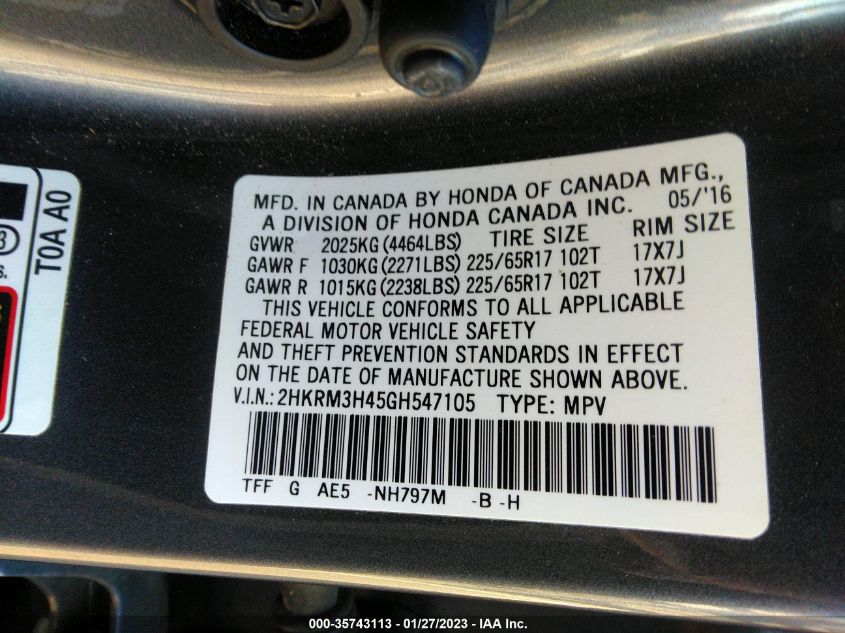 MFD. IN CANADA BY HONDA OF CANADA MFG.,
A DIVISION OF HONDA CANADA INC. 05/'16
GVWR 2025KG (4464LBS) TIRE SIZE RIM SIZE
GAWR F 1030KG (2271LBS) 225/65R17 102T 17X7J
GAWR R 1015KG (2238LBS) 225/65R17 102T 17X7J
THIS VEHICLE CONFORMS TO ALL APPLICABLE
FEDERAL MOTOR VEHICLE SAFETY
AND THEFT PREVENTION STANDARDS IN EFFECT
ON THE DATE OF MANUFACTURE SHOWN ABOVE.
V.I.N.: 2HKRM3H45GH547105 TYPE: MPV
TFF G AE5 -NH797M -B -H
T0A A0
3
s.
000-35743113 - 01/27/2023 - IAA Inc.